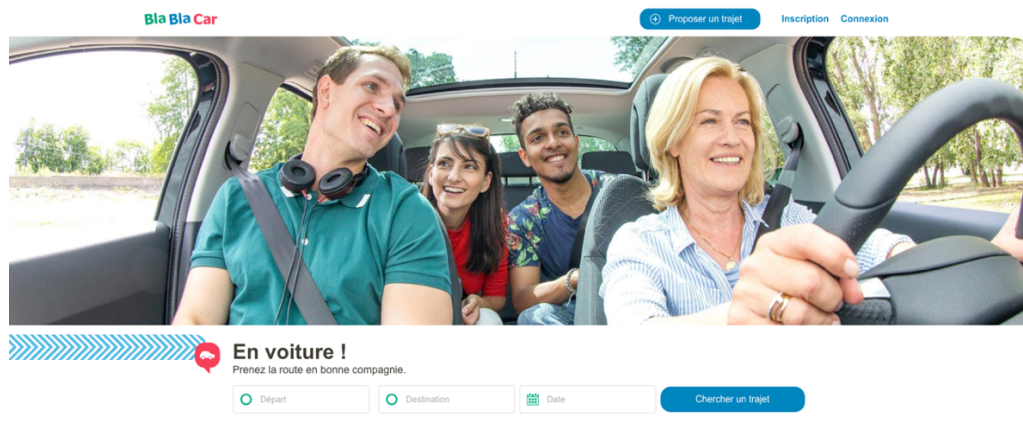 BlaBlaCar
Proposer un trajet
Inscription
Connexion
En voiture !
Prenez la route en bonne compagnie.
Départ
Destination
Date
Chercher un trajet